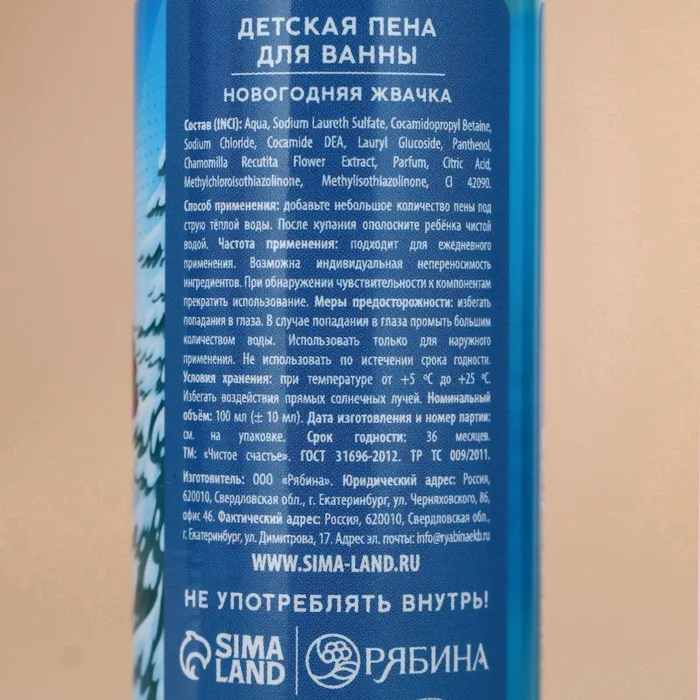 ДЕТСКАЯ ПЕНА
ДЛЯ ВАННЫ
НОВОГОДНЯЯ ЖВАЧКА
Состав (INCI): Aqua, Sodium Laureth Sulfate, Cocamidopropyl Betaine,
Sodium Chloride, Cocamide DEA, Lauryl Glucoside, Panthenol,
Chamomilla Recutita Flower Extract, Parfum, Citric Acid,
Methylchloroisothiazolinone, Methylisothiazolinone, CI 42090.
Способ применения: добавьте небольшое количество пены под
струю тёплой воды. После купания ополосните ребёнка чистой
водой. Частота применения: подходит для ежедневного
применения. Возможна индивидуальная непереносимость
ингредиентов. При обнаружении чувствительности к компонентам
прекратить использование. Меры предосторожности: избегать
попадания в глаза. В случае попадания в глаза промыть большим
количеством воды. Использовать только для наружного
применения. Не использовать по истечении срока годности.
Условия хранения: при температуре от +5 °С до +25 °С.
Избегать воздействия прямых солнечных лучей. Номинальный
объём: 100 мл (± 10 мл). Дата изготовления и номер партии:
см. на упаковке. Срок годности: 36 месяцев.
ТМ: «Чистое счастье». ГОСТ 31696-2012. ТР ТС 009/2011.
Изготовитель: ООО «Рябина». Юридический адрес: Россия,
620010, Свердловская обл., г. Екатеринбург, ул. Черняховского, 86,
офис 46. Фактический адрес: Россия, 620010, Свердловская обл.,
г. Екатеринбург, ул. Димитрова, 17. Адрес эл. почты: info@ryabinaekb.ru
WWW.SIMA-LAND.RU
НЕ УПОТРЕБЛЯТЬ ВНУТРЬ!
SIMA LAND РЯБИНА